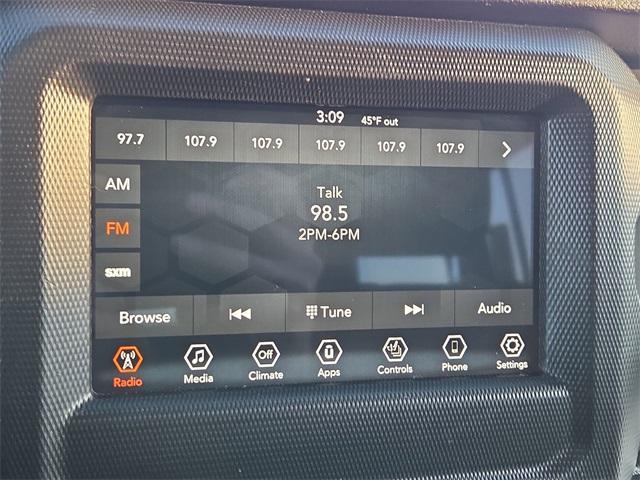 3:09 45°F out
97.7 107.9 107.9 107.9 107.9 107.9
AM
Talk
98.5
FM
2PM-6PM
sxm
Browse Tune Audio
Off
Radio Media Climate Apps Controls Phone Settings